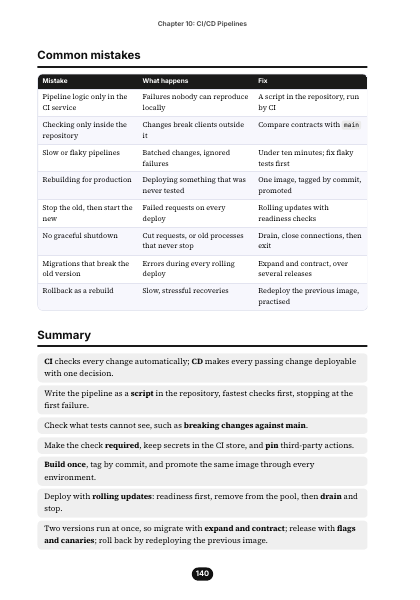 Chapter 10: CI/CD Pipelines
Common mistakes
Mistake What happens Fix
Pipeline logic only in the CI service Failures nobody can reproduce locally A script in the repository, run by CI
Checking only inside the repository Changes break clients outside it Compare contracts with main
Slow or flaky pipelines Batched changes, ignored failures Under ten minutes; fix flaky tests first
Rebuilding for production Deploying something that was never tested One image, tagged by commit, promoted
Stop the old, then start the new Failed requests on every deploy Rolling updates with readiness checks
No graceful shutdown Cut requests, or old processes that never stop Drain, close connections, then exit
Migrations that break the old version Errors during every rolling deploy Expand and contract, over several releases
Rollback as a rebuild Slow, stressful recoveries Redeploy the previous image, practised
Summary
CI checks every change automatically; CD makes every passing change deployable
with one decision.
Write the pipeline as a script in the repository, fastest checks first, stopping at the
first failure.
Check what tests cannot see, such as breaking changes against main.
Make the check required, keep secrets in the CI store, and pin third-party actions.
Build once, tag by commit, and promote the same image through every
environment.
Deploy with rolling updates: readiness first, remove from the pool, then drain and
stop.
Two versions run at once, so migrate with expand and contract; release with flags
and canaries; roll back by redeploying the previous image.
140